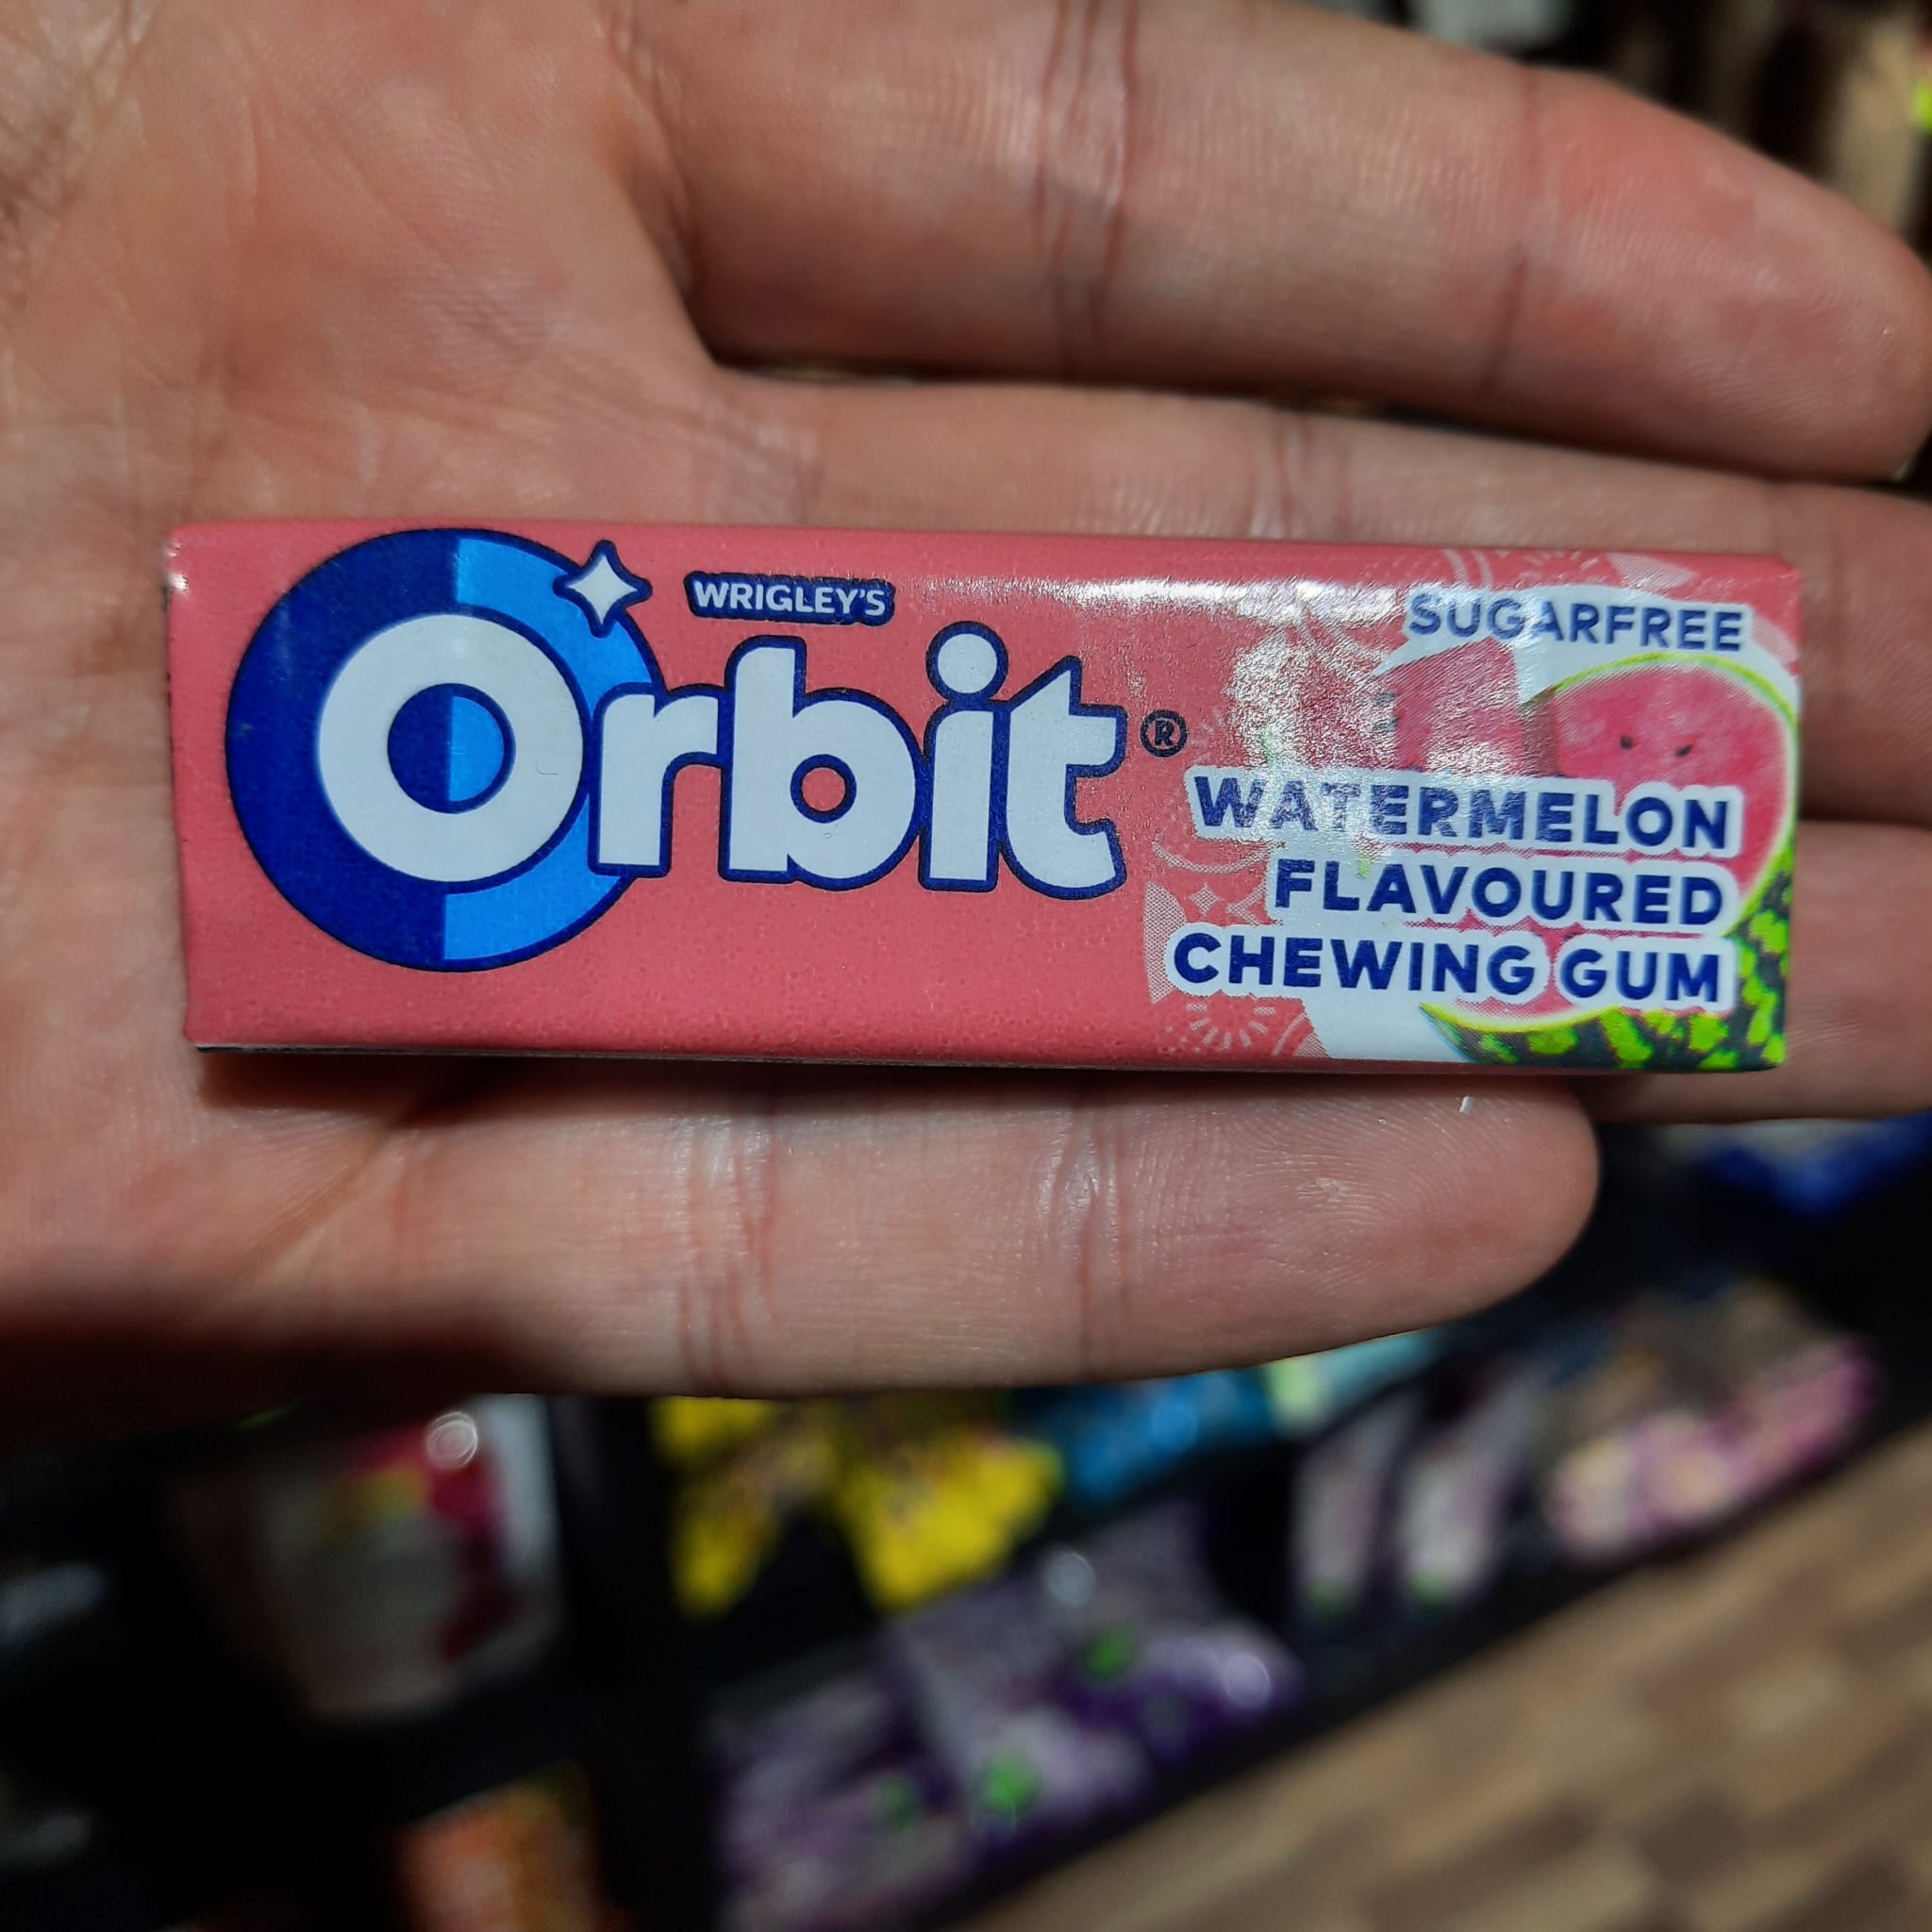 WRIGLEY'S
Orbit®
SUGARFREE
WATERMELON
FLAVOURED
CHEWING GUM